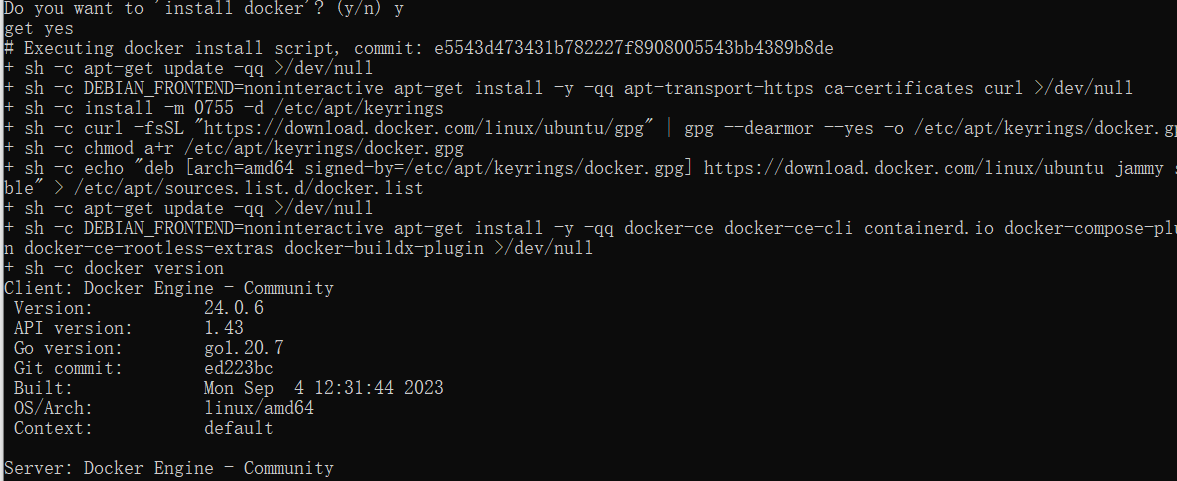 Do you want to 'install docker'? (y/n) y
get yes
# Executing docker install script, commit: e5543d473431b782227f8908005543bb4389b8de
+ sh -c apt-get update -qq >/dev/null
+ sh -c DEBIAN_FRONTEND=noninteractive apt-get install -y -qq apt-transport-https ca-certificates curl >/dev/null
+ sh -c install -m 0755 -d /etc/apt/keyrings
+ sh -c curl -fsSL "https://download.docker.com/linux/ubuntu/gpg" | gpg --dearmor --yes -o /etc/apt/keyrings/docker.gp
+ sh -c chmod a+r /etc/apt/keyrings/docker.gpg
+ sh -c echo "deb [arch=amd64 signed-by=/etc/apt/keyrings/docker.gpg] https://download.docker.com/linux/ubuntu jammy s
ble" > /etc/apt/sources.list.d/docker.list
+ sh -c apt-get update -qq >/dev/null
+ sh -c DEBIAN_FRONTEND=noninteractive apt-get install -y -qq docker-ce docker-ce-cli containerd.io docker-compose-plu
n docker-ce-rootless-extras docker-buildx-plugin >/dev/null
+ sh -c docker version
Client: Docker Engine - Community
Version: 24.0.6
API version: 1.43
Go version: go1.20.7
Git commit: ed223bc
Built: Mon Sep 4 12:31:44 2023
OS/Arch: linux/amd64
Context: default
Server: Docker Engine - Community